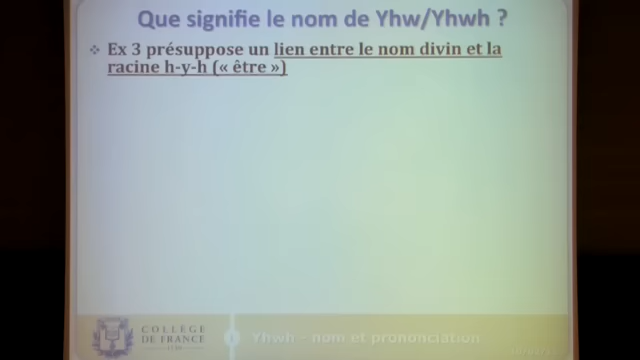 Que signifie le nom de Yhw/Yhwh ?
❖ Ex 3 présuppose un lien entre le nom divin et la
racine h-y-h (« être »)
COLLÈGE
DE FRANCE
Yhwh – nom et prononciation